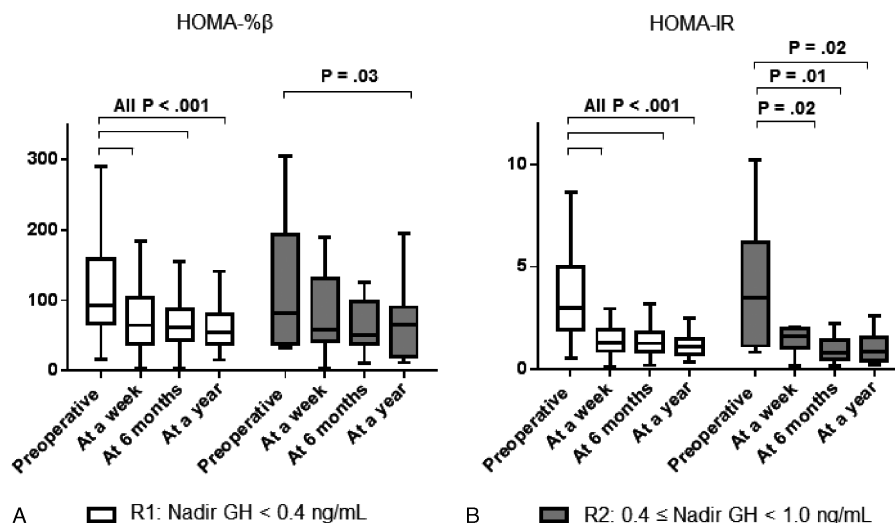 HOMA-%β
HOMA-IR
P = .03
All P < .001
300
200
100
0
Preoperative
At a week
At 6 months
At a year
Preoperative
At a week
At 6 months
At a year
P = .02
P = .01
All P < .001
P = .02
10
5
0
Preoperative
At a week
At 6 months
At a year
Preoperative
At a week
At 6 months
At a year
A
R1: Nadir GH < 0.4 ng/mL
B
R2: 0.4 ≤ Nadir GH < 1.0 ng/mL